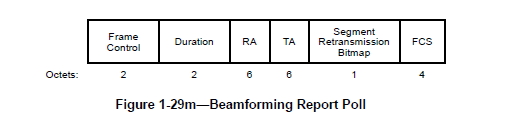 Frame Control Duration RA TA Segment Retransmission Bitmap FCS
Octets: 2 2 6 6 1 4
Figure 1-29m—Beamforming Report Poll